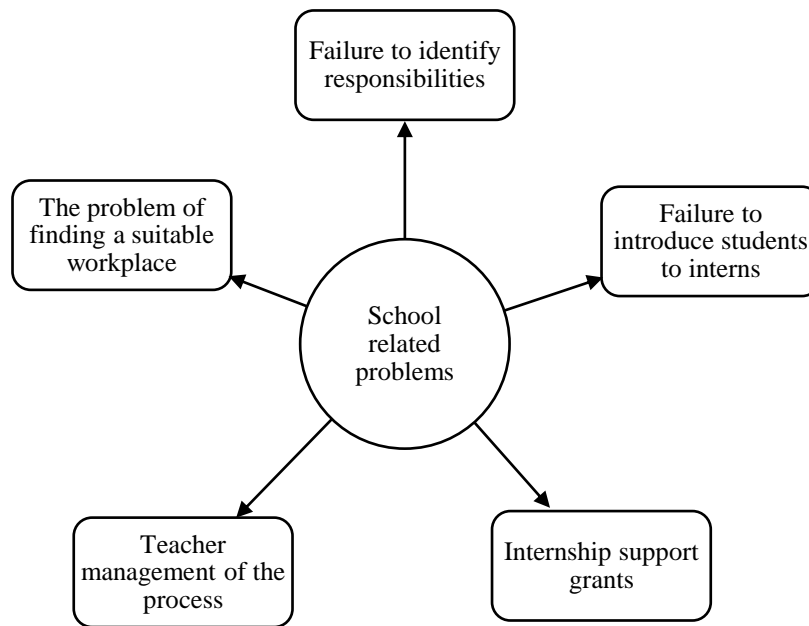 Failure to identify
responsibilities
The problem of
finding a suitable
workplace
Failure to
introduce students
to interns
School
related
problems
Teacher
management of the
process
Internship support
grants